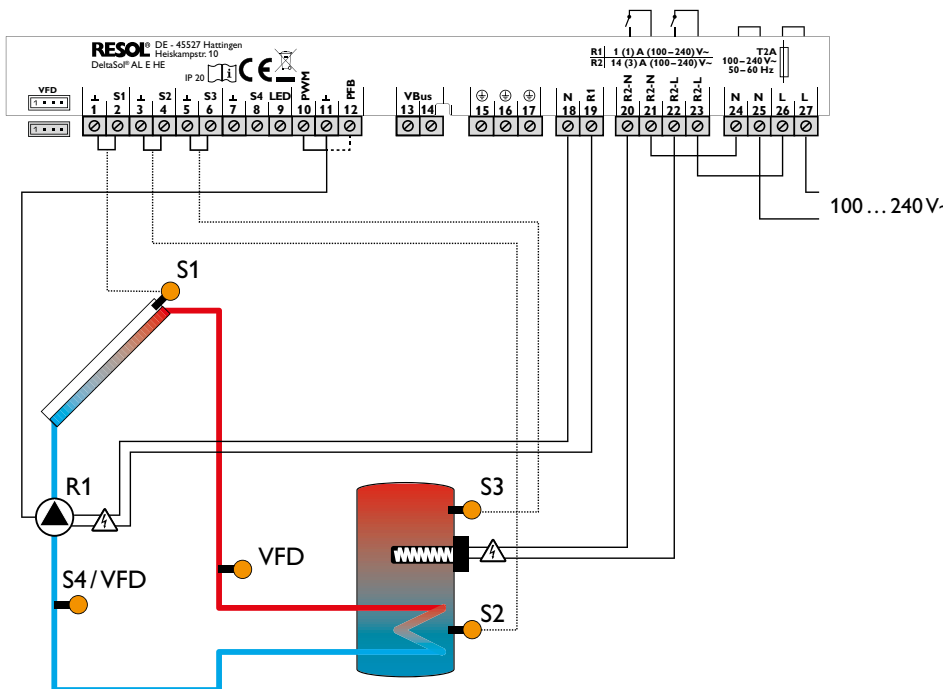 RESOL® DE - 45527 Hattingen
Heiskampstr. 10
DeltaSol® AL E HE
IP 20
i
CE
R1 1 (1) A (100–240) V~
R2 14 (3) A (100–240) V~
T2A
100–240 V~
50–60 Hz
VFD
1
1
⊥ S1 ⊥ S2 ⊥ S3 ⊥ S4 LED PWM ⊥ PFB
1 2 3 4 5 6 7 8 9 10 11 12
VBus
13 14
15 16 17
N R1
18 19
R2-N R2-N R2-L R2-L
20 21 22 23
N N L L
24 25 26 27
100 … 240 V~
S1
R1
S3
VFD
S4 / VFD
S2